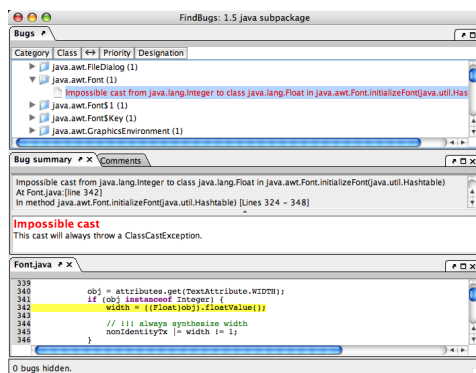 FindBugs: 1.5 java subpackage
Bugs
Category Class Priority Designation
java.awt.FileDialog (1)
java.awt.Font (1)
Impossible cast from java.lang.Integer to class java.lang.Float in java.awt.Font.initializeFont(java.util.Has
java.awt.Font$1 (1)
java.awt.Font$Key (1)
java.awt.GraphicsEnvironment (1)
Bug summary Comments
Impossible cast from java.lang.Integer to class java.lang.Float in java.awt.Font.initializeFont(java.util.Hashtable)
At Font.java:[line 342]
In method java.awt.Font.initializeFont(java.util.Hashtable) [Lines 324 - 348]
Impossible cast
This cast will always throw a ClassCastException.
Font.java
339
340 obj = attributes.get(TextAttribute.WIDTH);
341 if (obj instanceof Integer) {
342 width = ((Float)obj).floatValue();
343
344 // !!! always synthesize width
345 nonIdentityTx |= width != 1;
346 }
0 bugs hidden.